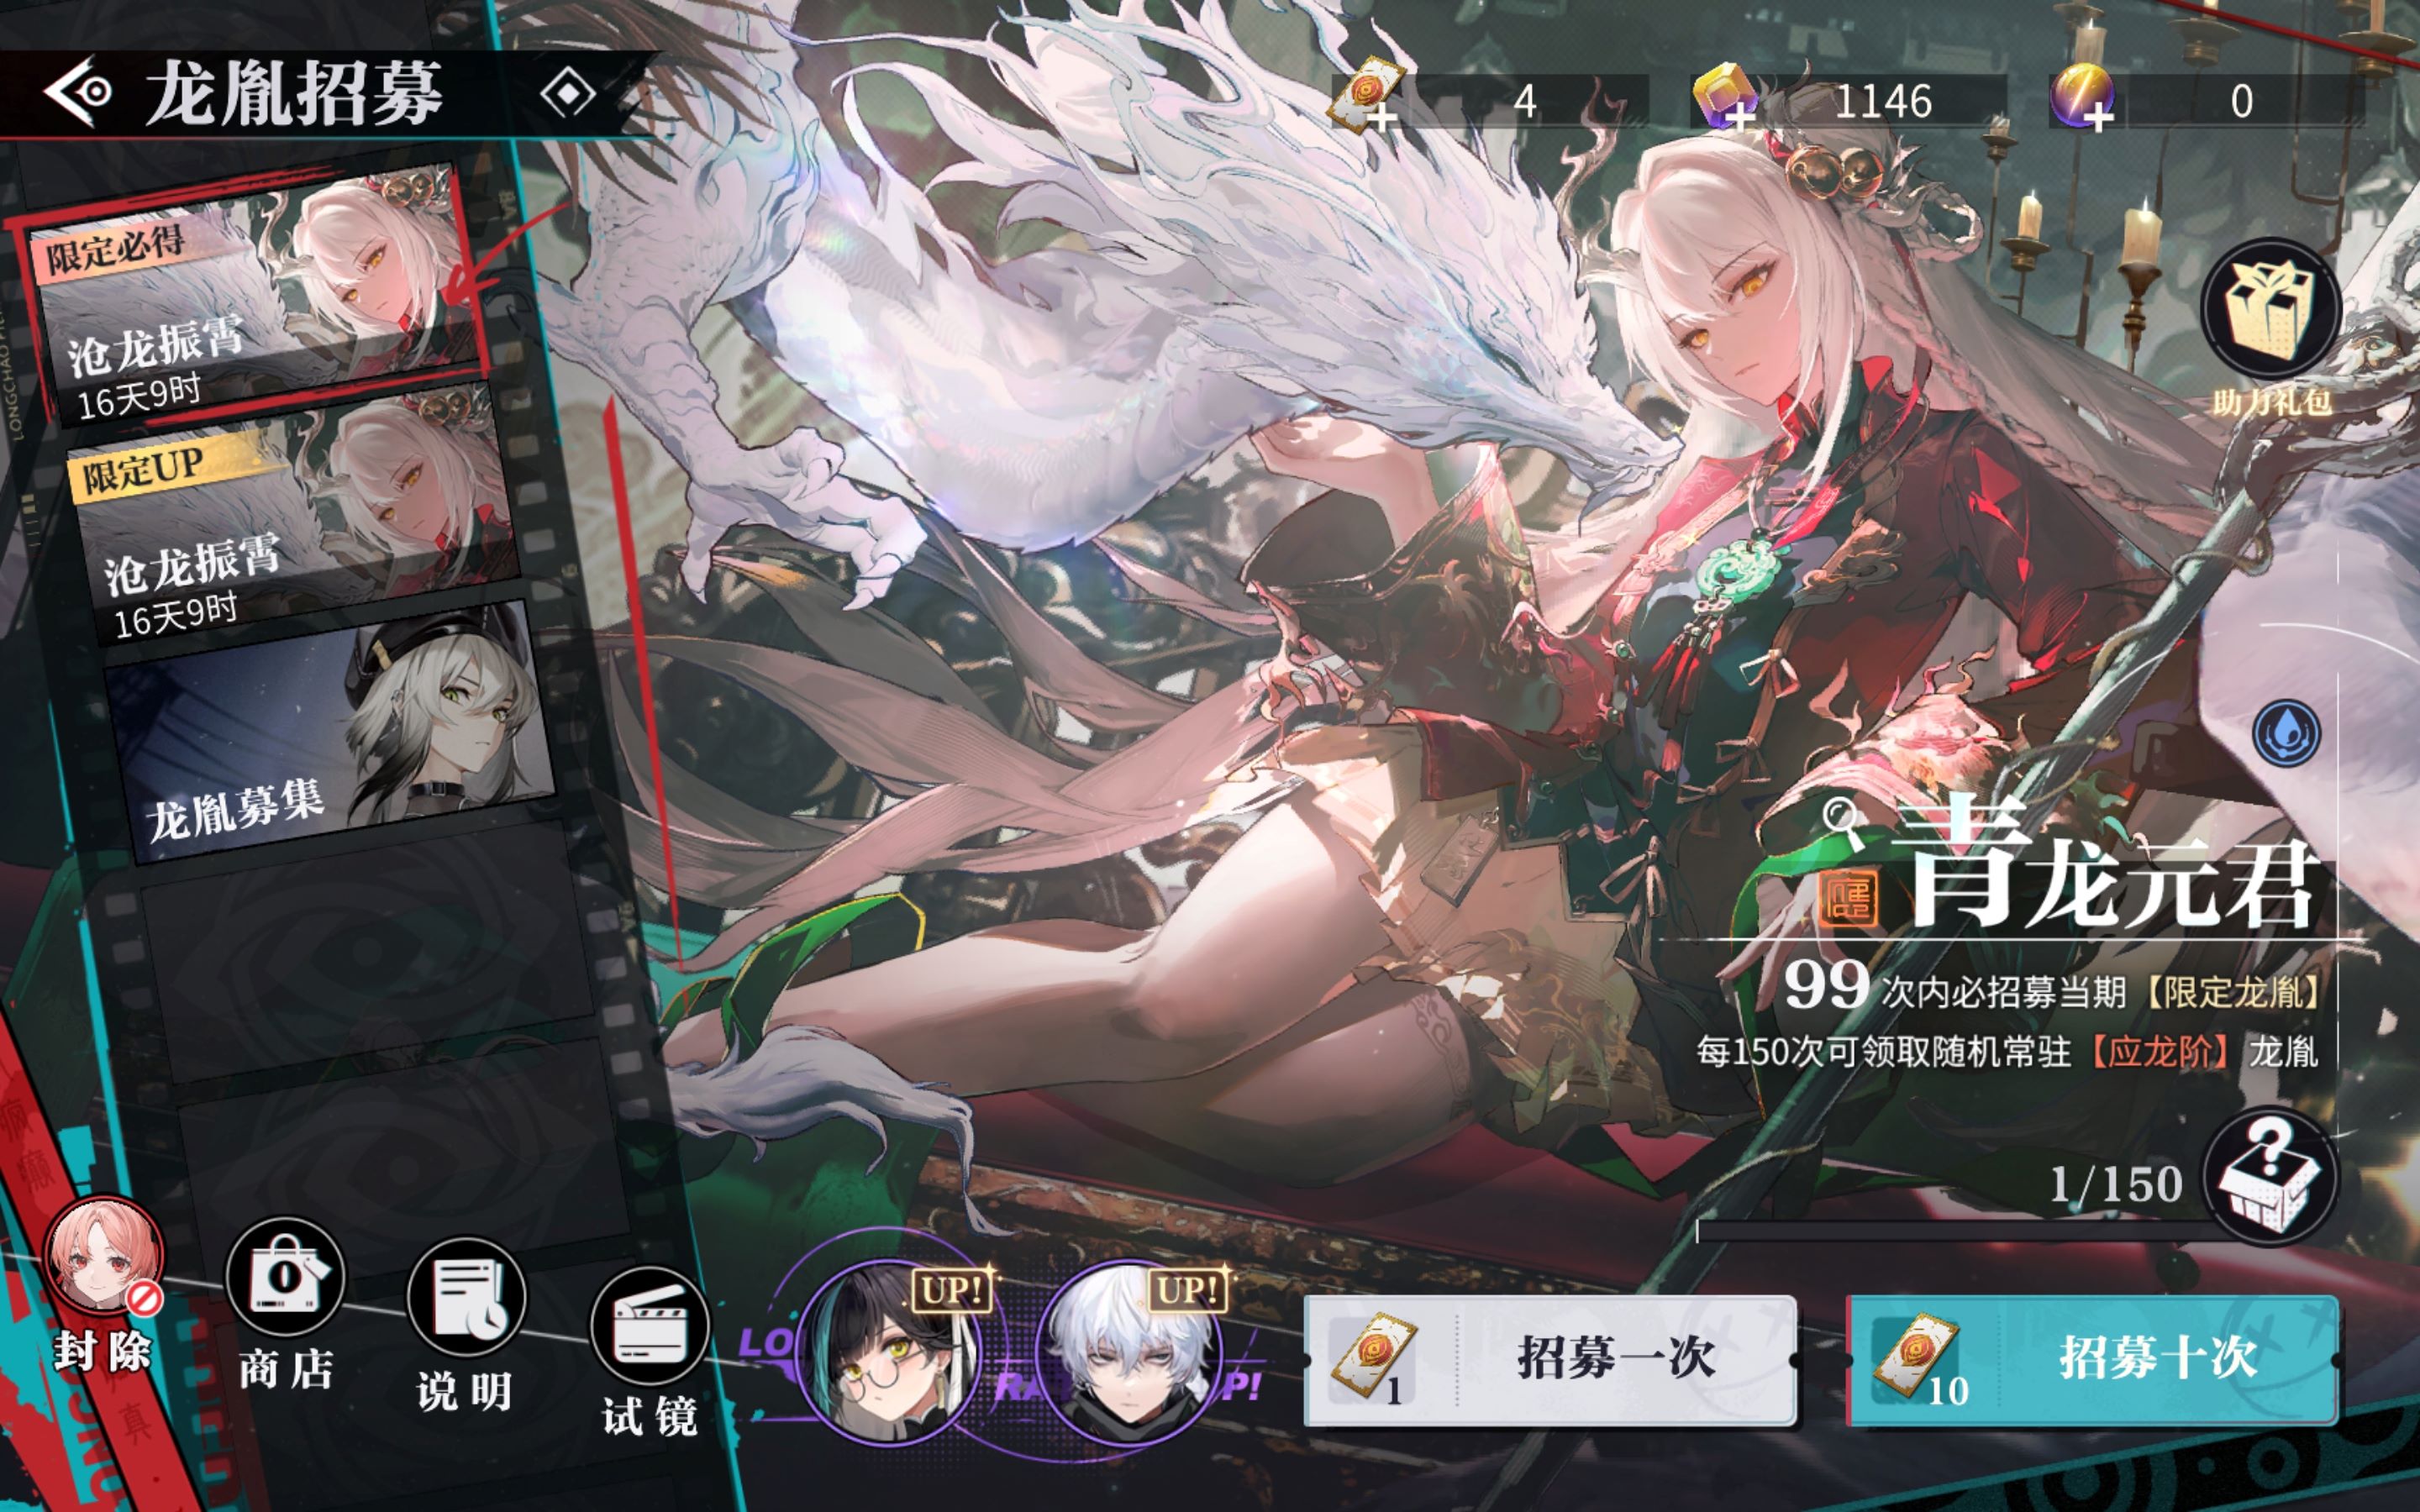 龙胤招募
4
1146
0
限定必得
沧龙振霄
16天9时
限定UP
沧龙振霄
16天9时
龙胤募集
助力礼包
青龙元君
99次内必招募当期【限定龙胤】
每150次可领取随机常驻【应龙阶】龙胤
1/150
封除
商店
说明
试镜
UP!
UP!
1
招募一次
10
招募十次